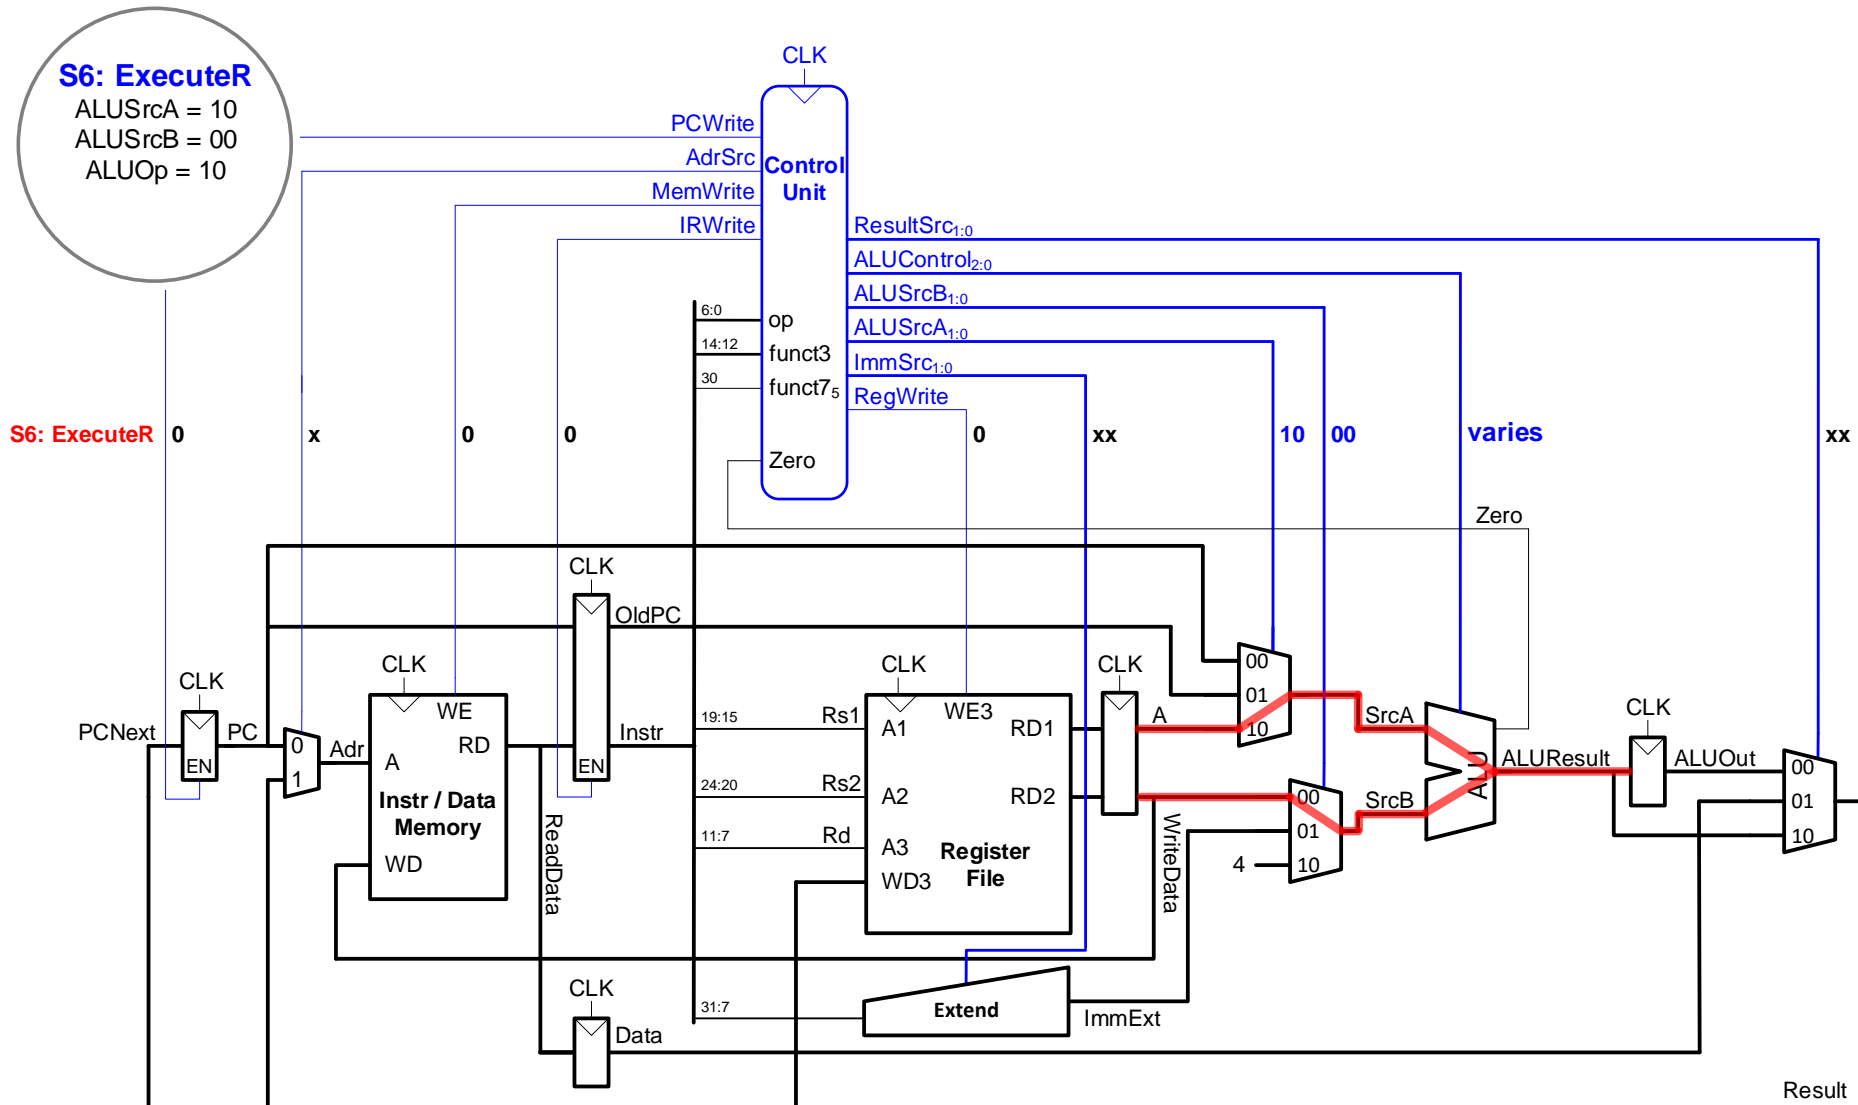 S6: ExecuteR
ALUSrcA = 10
ALUSrcB = 00
ALUOp = 10
CLK
PCWrite
AdrSrc
MemWrite
IRWrite
Control
Unit
ResultSrc1:0
ALUControl2:0
ALUSrcB1:0
ALUSrcA1:0
ImmSrc1:0
RegWrite
6:0 op
14:12 funct3
30 funct75
Zero
S6: ExecuteR 0 x 0 0 0 xx 10 00 varies xx
Zero
CLK
OldPC
CLK
PCNext
PC
EN
0
1
Adr
CLK
WE
A
RD
Instr / Data
Memory
WD
EN
Instr
ReadData
19:15 Rs1
24:20 Rs2
11:7 Rd
CLK
WE3
A1
RD1
A2
RD2
A3
WD3
Register
File
CLK
A
WriteData
00
01
10
00
01
10
4
SrcA
SrcB
ALU
ALUResult
CLK
ALUOut
00
01
10
31:7
Extend
ImmExt
CLK
Data
Result